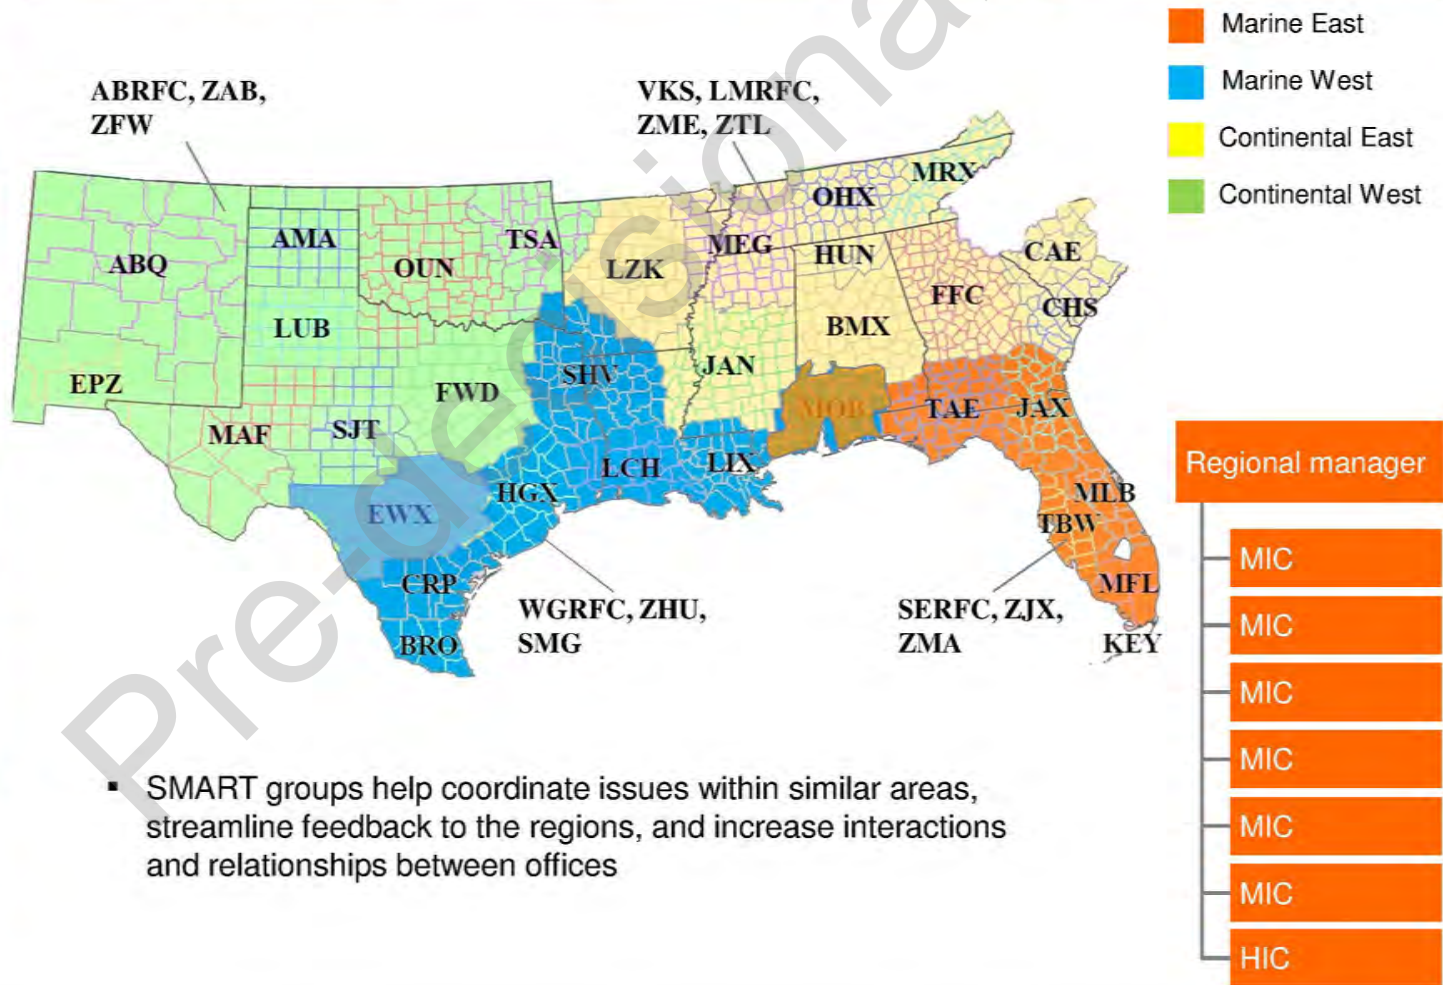 Marine East
Marine West
Continental East
Continental West
ABRFC, ZAB,
ZFW
VKS, LMRFC,
ZME, ZTL
MRX
OHX
ABQ
AMA
OUN
TSA
LZK
MEG
HUN
CAE
FFC
CHS
LUB
BMX
EPZ
FWD
SHV
JAN
MAF
SJT
MOB
TAE
JAX
EWX
HGX
LCH
LIX
MLB
TBW
CRP
MFL
BRO
KEY
WGRFC, ZHU,
SMG
SERFC, ZJX,
ZMA
Regional manager
MIC
MIC
MIC
MIC
MIC
MIC
HIC
▪ SMART groups help coordinate issues within similar areas,
streamline feedback to the regions, and increase interactions
and relationships between offices
Pre-decisional